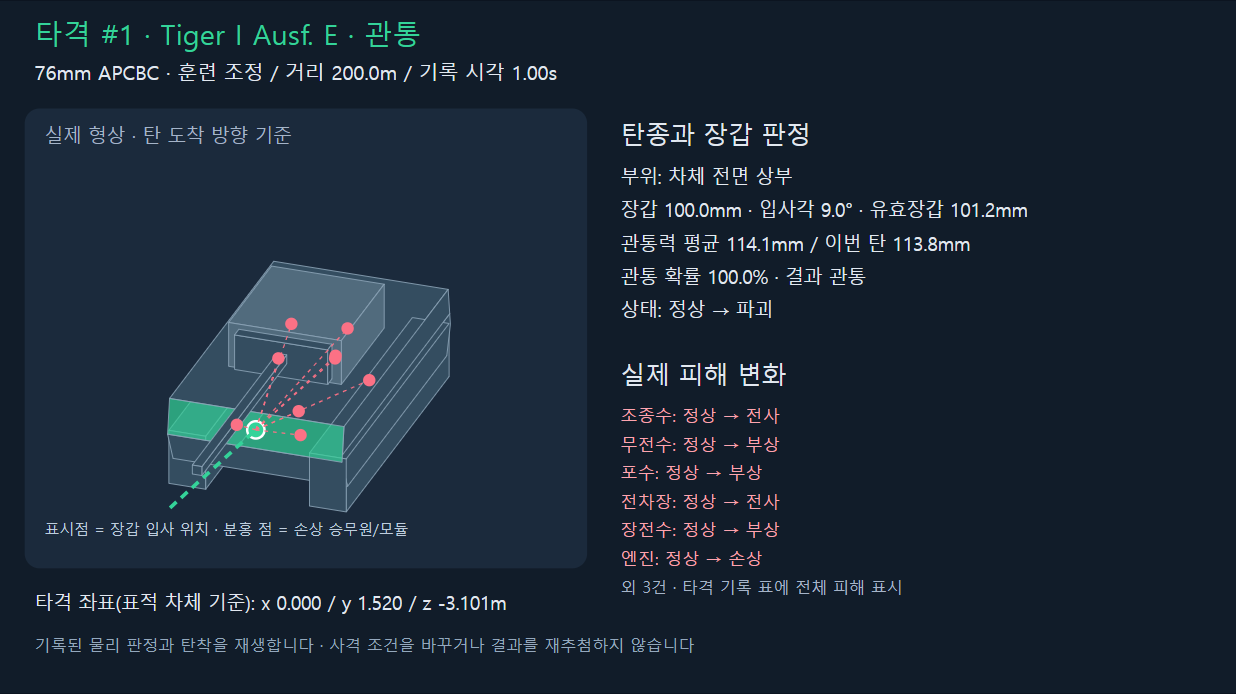 타격 #1 · Tiger I Ausf. E · 관통
76mm APCBC · 훈련 조정 / 거리 200.0m / 기록 시각 1.00s
실제 형상 · 탄 도착 방향 기준
표시점 = 장갑 입사 위치 · 분홍 점 = 손상 승무원/모듈
타격 좌표(표적 차체 기준): x 0.000 / y 1.520 / z -3.101m
기록된 물리 판정과 탄착을 재생합니다 · 사격 조건을 바꾸거나 결과를 재추첨하지 않습니다
탄종과 장갑 판정
부위: 차체 전면 상부
장갑 100.0mm · 입사각 9.0° · 유효장갑 101.2mm
관통력 평균 114.1mm / 이번 탄 113.8mm
관통 확률 100.0% · 결과 관통
상태: 정상 → 파괴
실제 피해 변화
조종수: 정상 → 전사
무전수: 정상 → 부상
포수: 정상 → 부상
전차장: 정상 → 전사
장전수: 정상 → 부상
엔진: 정상 → 손상
외 3건 · 타격 기록 표에 전체 피해 표시